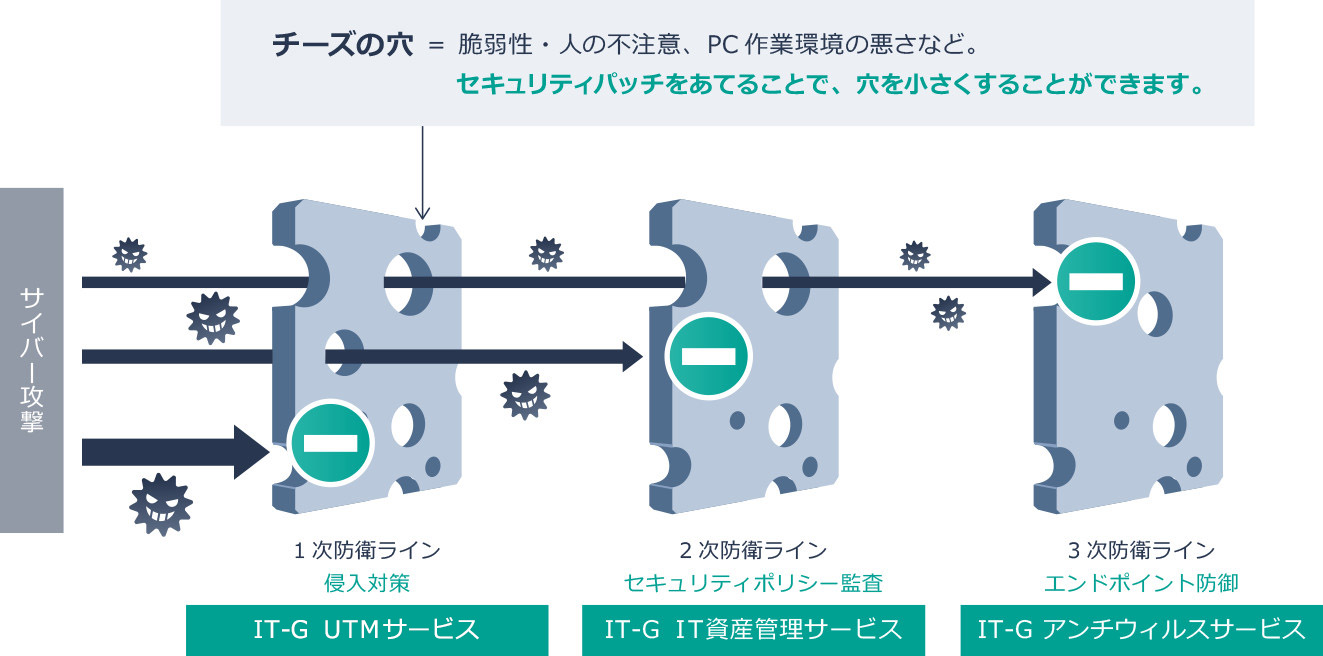 チーズの穴 = 脆弱性・人の不注意、PC 作業環境の悪さなど。
セキュリティパッチをあてることで、穴を小さくすることができます。
サイバー攻撃
1 次防衛ライン
侵入対策
IT-G UTMサービス
2 次防衛ライン
セキュリティポリシー監査
IT-G IT資産管理サービス
3 次防衛ライン
エンドポイント防御
IT-G アンチウィルスサービス